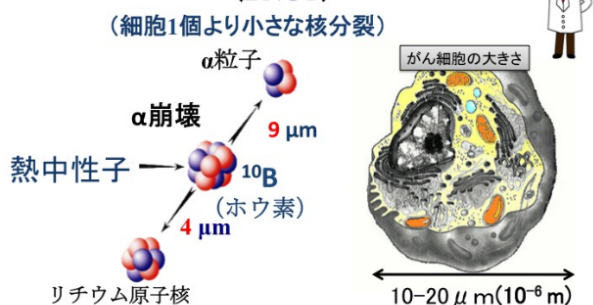 (細胞1個より小さな核分裂)
α粒子
がん細胞の大きさ
α崩壊
9 μm
熱中性子
10B
(ホウ素)
4 μm
リチウム原子核
10-20μm(10-6 m)